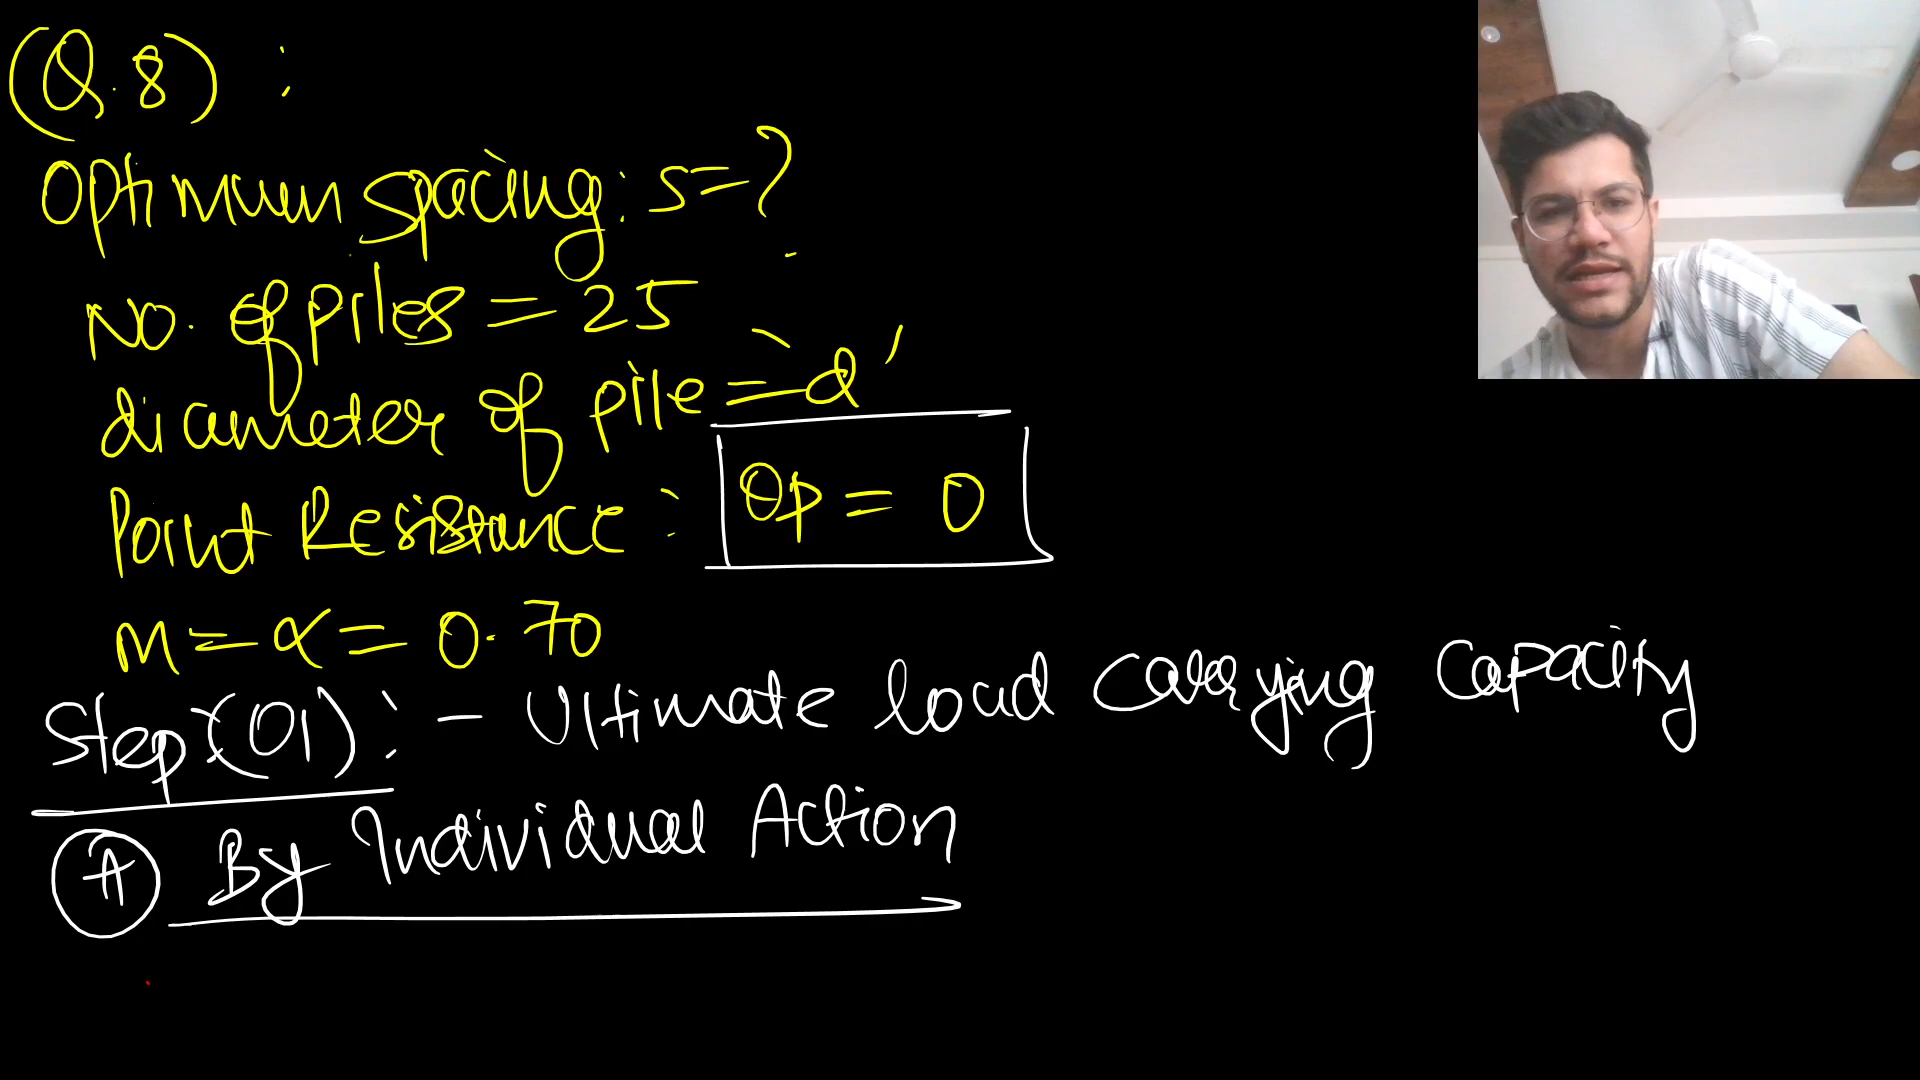 (Q.8) :
Optimum spacing: s=?
No. of piles = 25
diameter of pile = 'd'
Point Resistance : Qp = 0
m = α = 0.70
Step:(01) :- Ultimate load carrying capacity
(A) By Individual Action